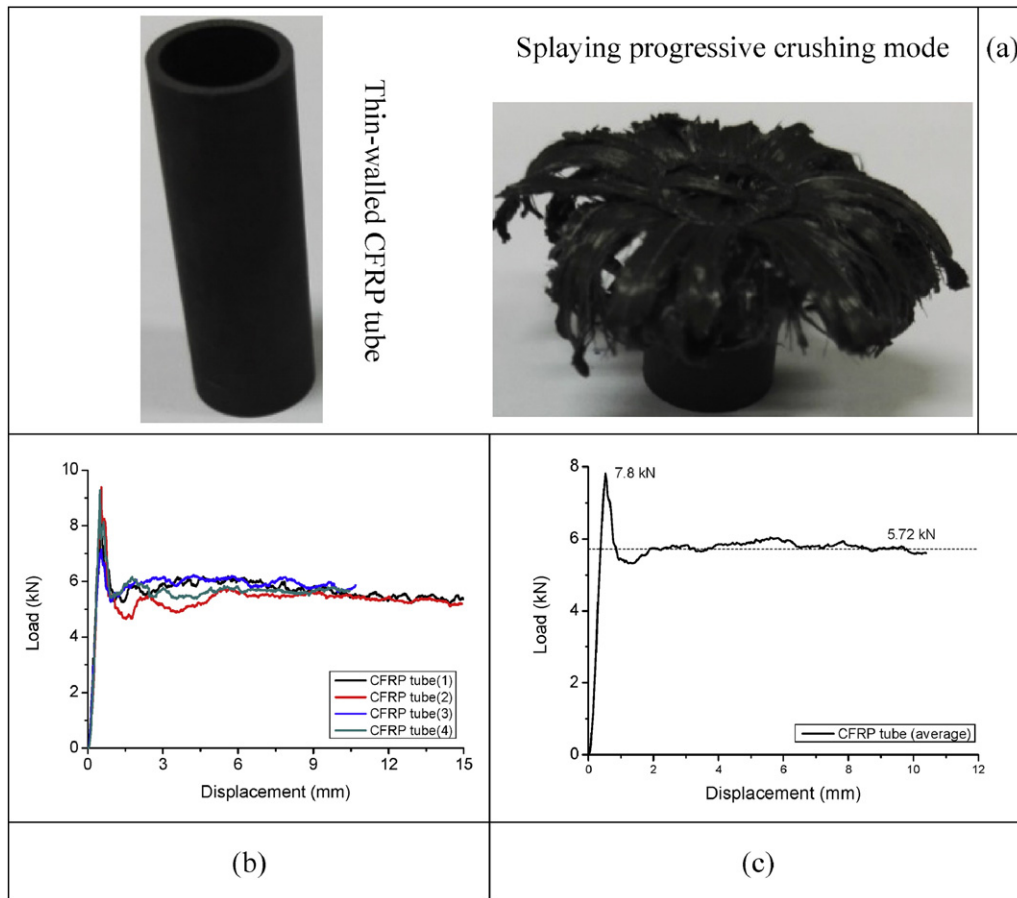 Splaying progressive crushing mode
(a)
Thin-walled CFRP tube
10
8
6
4
2
0
0
3
6
9
12
15
Load (kN)
Displacement (mm)
CFRP tube(1)
CFRP tube(2)
CFRP tube(3)
CFRP tube(4)
8
6
4
2
0
0
2
4
6
8
10
12
7.8 kN
5.72 kN
Load (kN)
Displacement (mm)
CFRP tube (average)
(b)
(c)